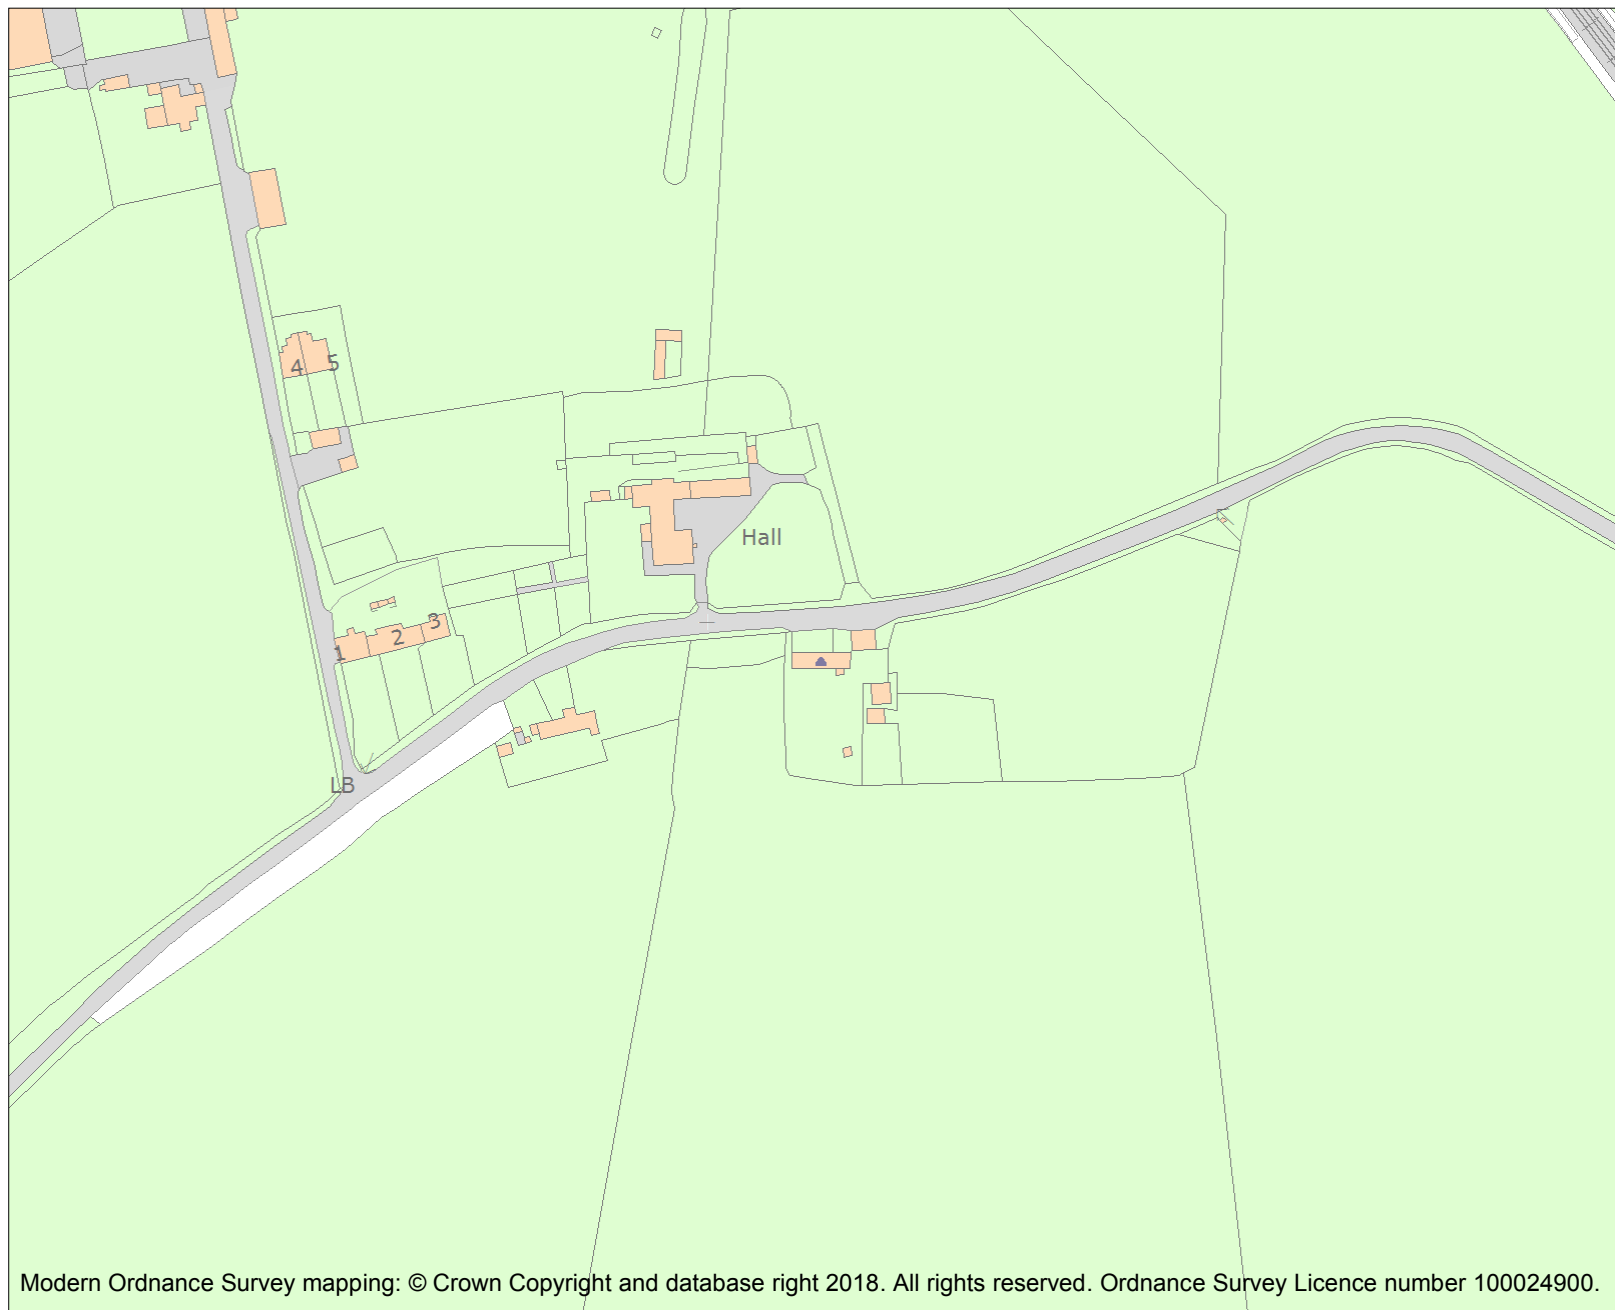 4 5
Hall
1 2 3
LB
Modern Ordnance Survey mapping: © Crown Copyright and database right 2018. All rights reserved. Ordnance Survey Licence number 100024900.